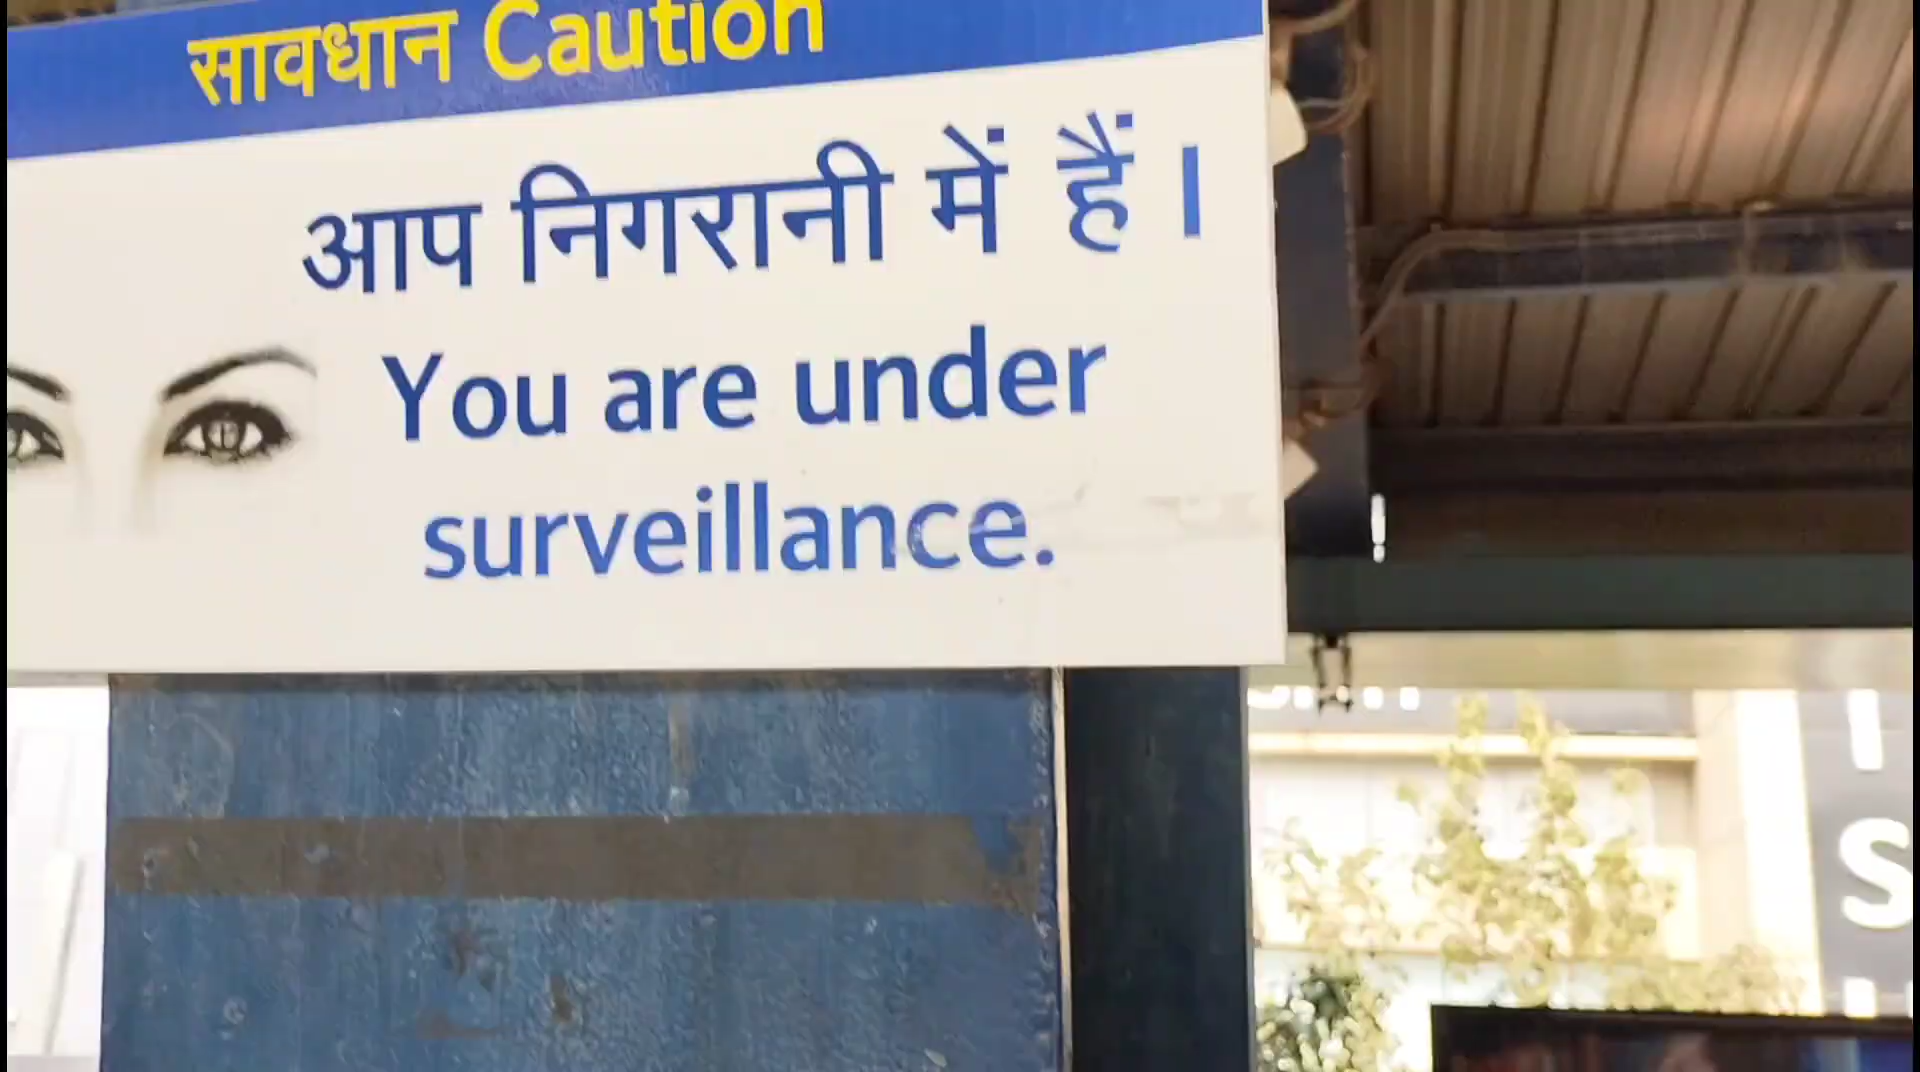 सावधान Caution
आप निगरानी में हैं।
You are under
surveillance.